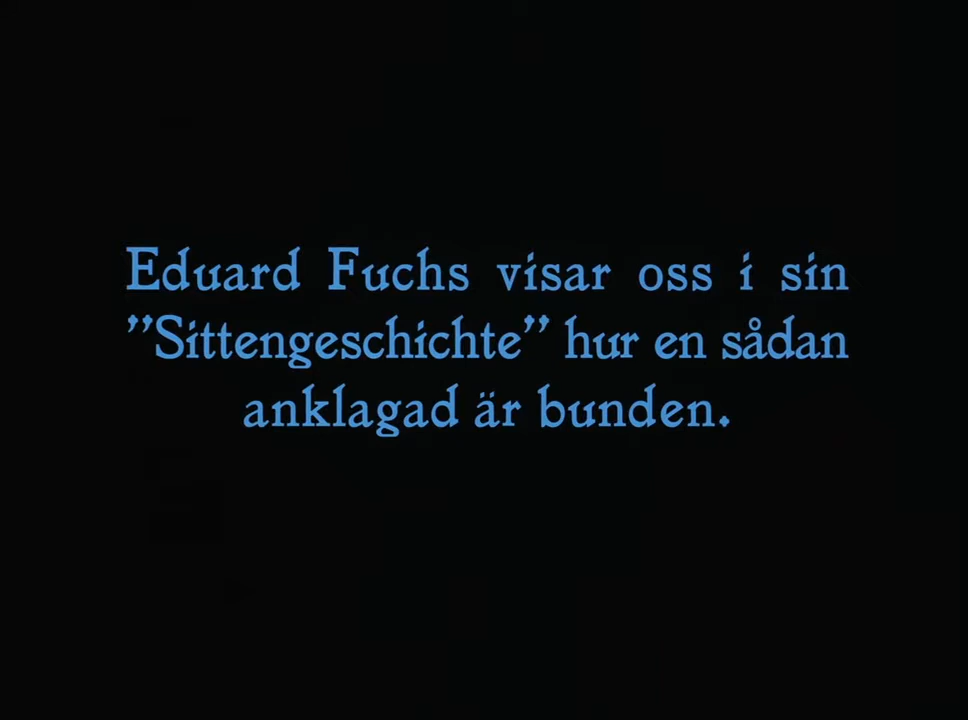 Eduard Fuchs visar oss i sin
”Sittengeschichte” hur en sådan
anklagad är bunden.